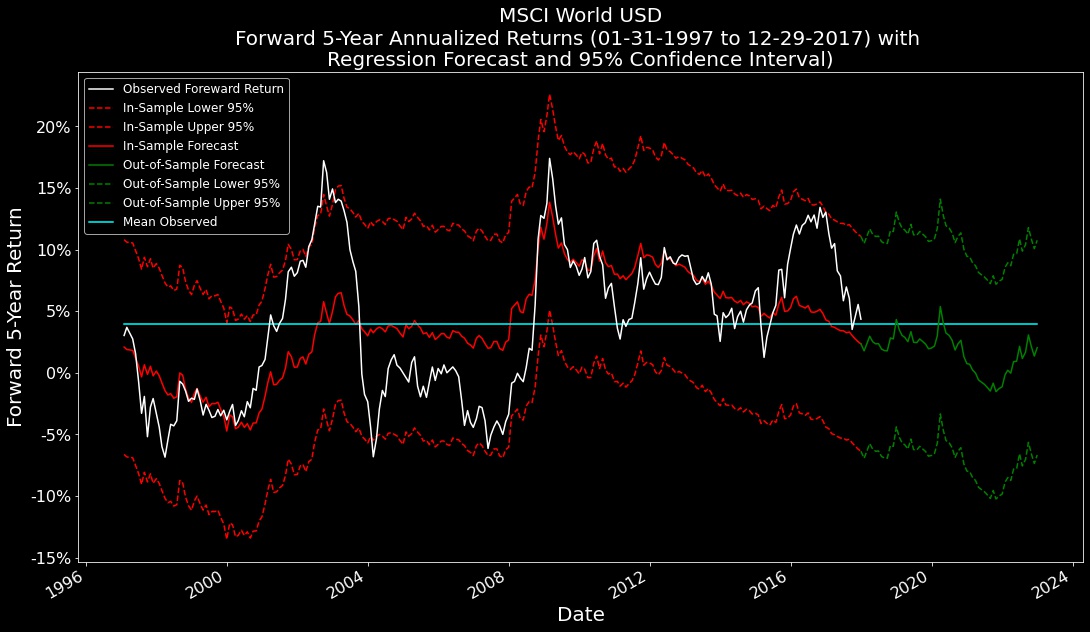 MSCI World USD
Forward 5-Year Annualized Returns (01-31-1997 to 12-29-2017) with
Regression Forecast and 95% Confidence Interval)
Observed Foreward Return
In-Sample Lower 95%
In-Sample Upper 95%
In-Sample Forecast
Out-of-Sample Forecast
Out-of-Sample Lower 95%
Out-of-Sample Upper 95%
Mean Observed
Forward 5-Year Return
20%
15%
10%
5%
0%
-5%
-10%
-15%
1996
2000
2004
2008
2012
2016
2020
2024
Date